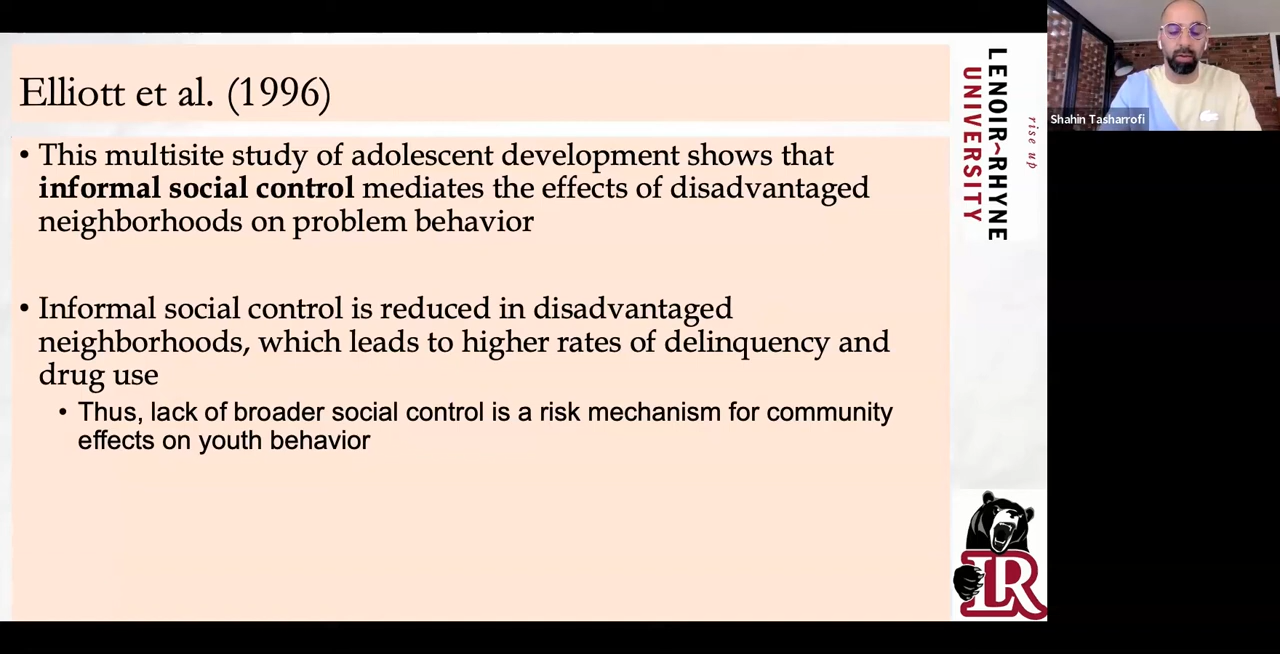 Elliott et al. (1996)
• This multisite study of adolescent development shows that
informal social control mediates the effects of disadvantaged
neighborhoods on problem behavior
• Informal social control is reduced in disadvantaged
neighborhoods, which leads to higher rates of delinquency and
drug use
• Thus, lack of broader social control is a risk mechanism for community
effects on youth behavior
LENOIR~RHYNE
UNIVERSITY
rise up
LR
Shahin Tasharrofi